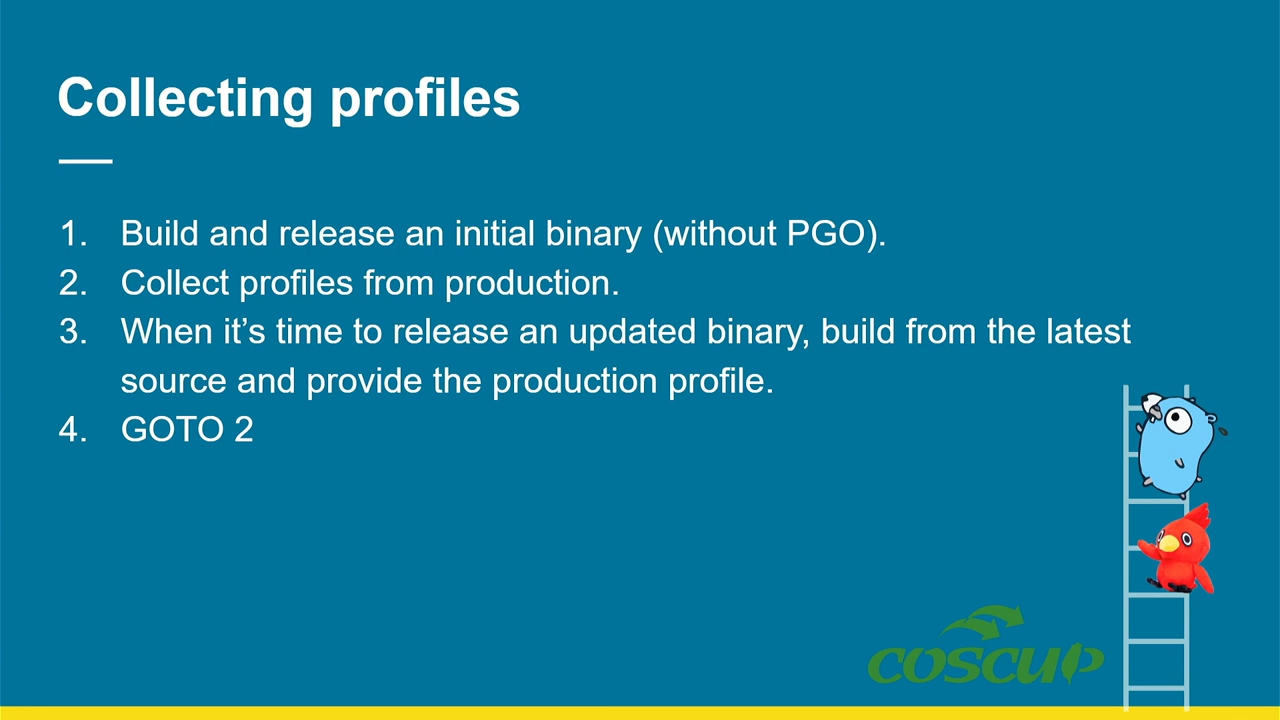 Collecting profiles
1. Build and release an initial binary (without PGO).
2. Collect profiles from production.
3. When it’s time to release an updated binary, build from the latest
source and provide the production profile.
4. GOTO 2
COSCUP